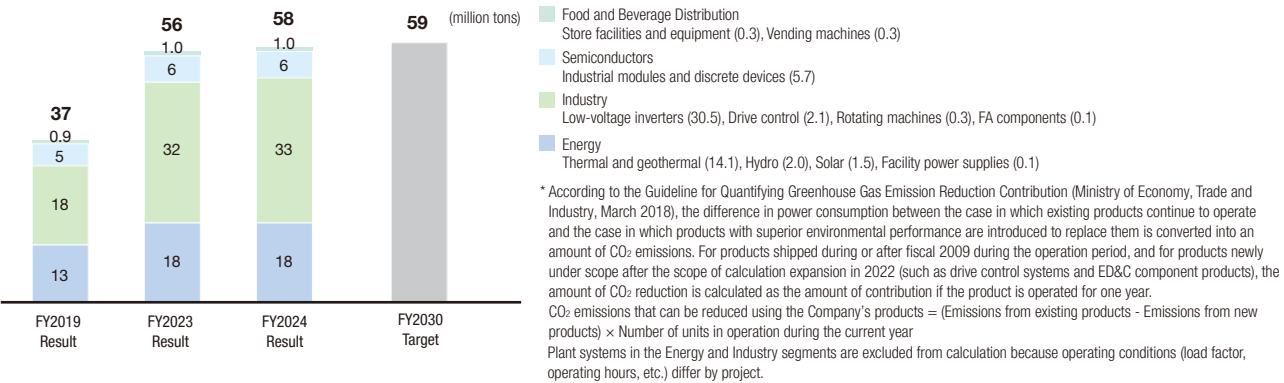 37
0.9
5
18
13
FY2019
Result
56
1.0
6
32
18
FY2023
Result
58
1.0
6
33
18
FY2024
Result
59
FY2030
Target
(million tons)
Food and Beverage Distribution
Store facilities and equipment (0.3), Vending machines (0.3)
Semiconductors
Industrial modules and discrete devices (5.7)
Industry
Low-voltage inverters (30.5), Drive control (2.1), Rotating machines (0.3), FA components (0.1)
Energy
Thermal and geothermal (14.1), Hydro (2.0), Solar (1.5), Facility power supplies (0.1)
* According to the Guideline for Quantifying Greenhouse Gas Emission Reduction Contribution (Ministry of Economy, Trade and
Industry, March 2018), the difference in power consumption between the case in which existing products continue to operate
and the case in which products with superior environmental performance are introduced to replace them is converted into an
amount of CO₂ emissions. For products shipped during or after fiscal 2009 during the operation period, and for products newly
under scope after the scope of calculation expansion in 2022 (such as drive control systems and ED&C component products), the
amount of CO₂ reduction is calculated as the amount of contribution if the product is operated for one year.
CO₂ emissions that can be reduced using the Company's products = (Emissions from existing products - Emissions from new
products) × Number of units in operation during the current year
Plant systems in the Energy and Industry segments are excluded from calculation because operating conditions (load factor,
operating hours, etc.) differ by project.